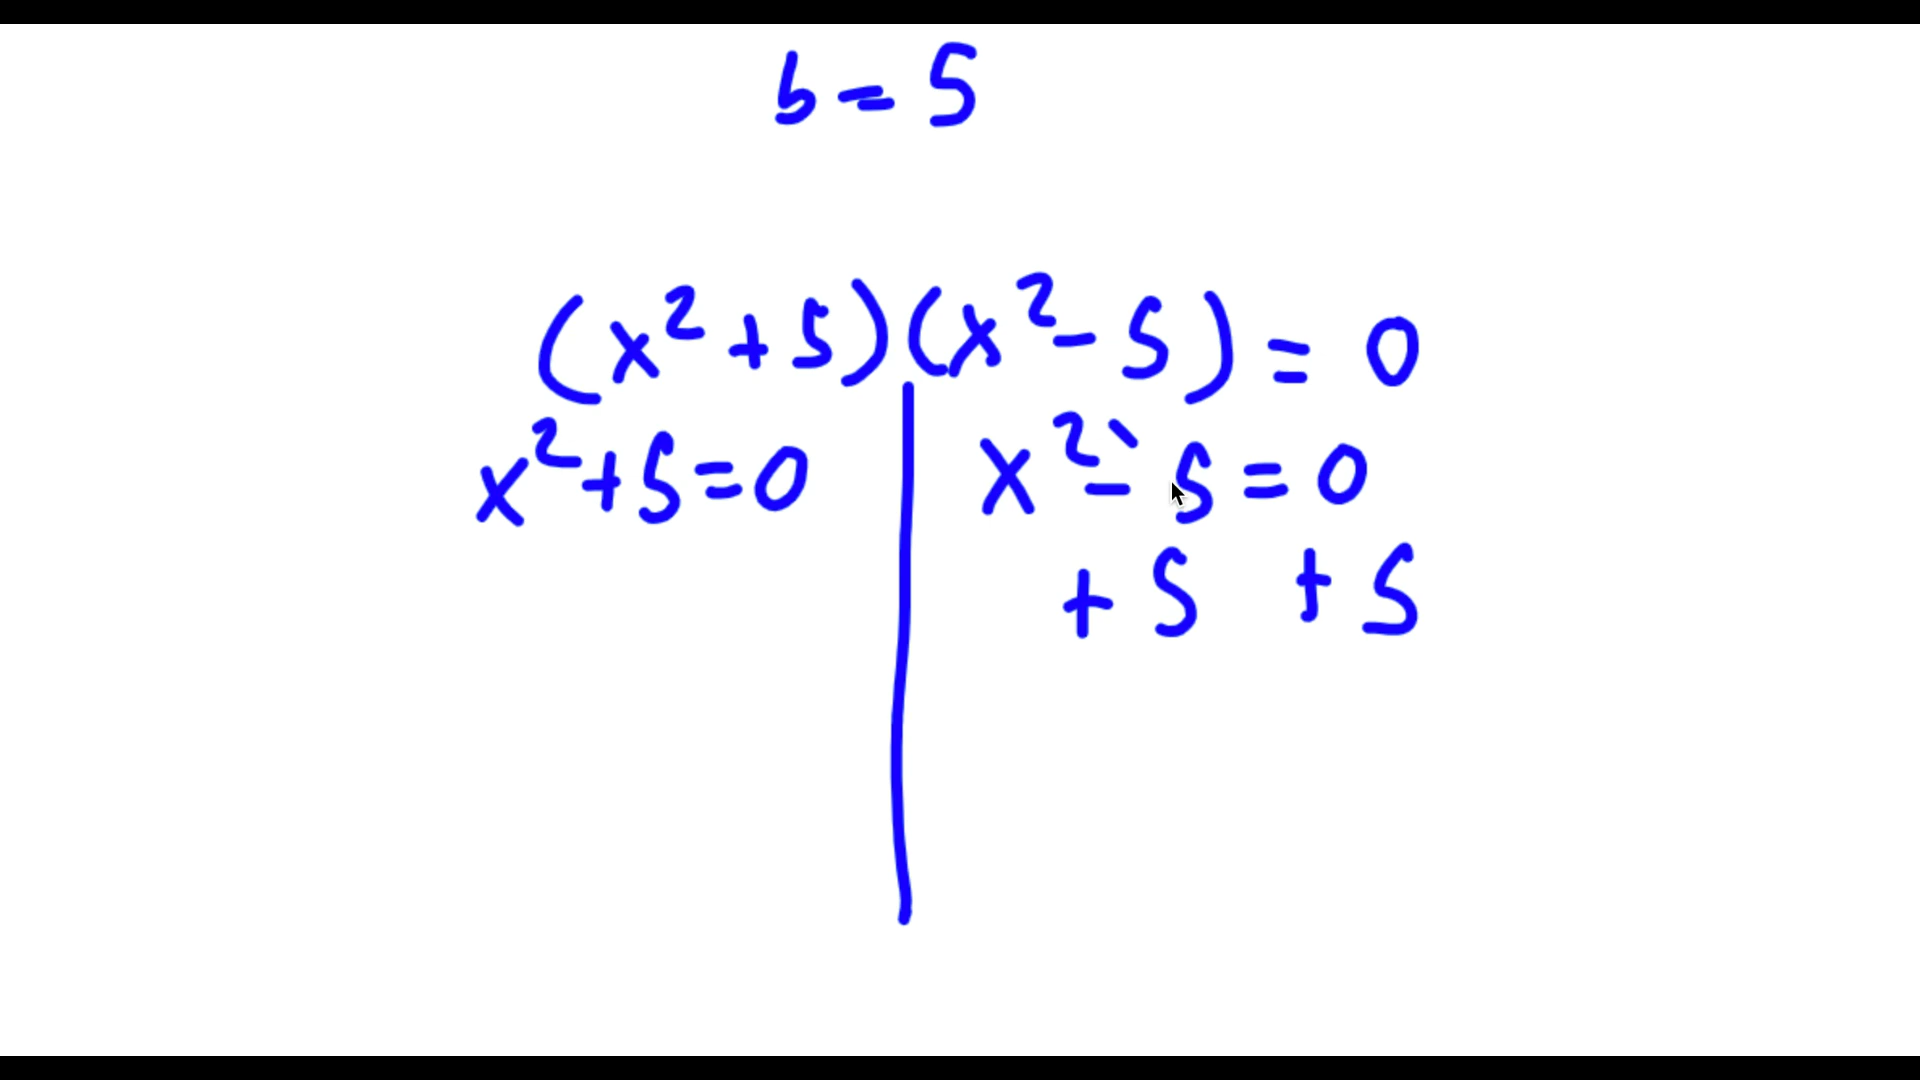 b = 5
(x²+5)(x²-5) = 0
x²+5=0 x²-5=0
+5 +5